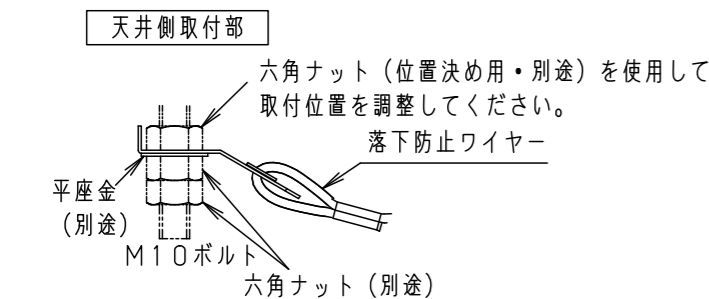 天井側取付部
六角ナット（位置決め用・別途）を使用して
取付位置を調整してください。
落下防止ワイヤー
平座金
（別途）
M10ボルト
六角ナット（別途）